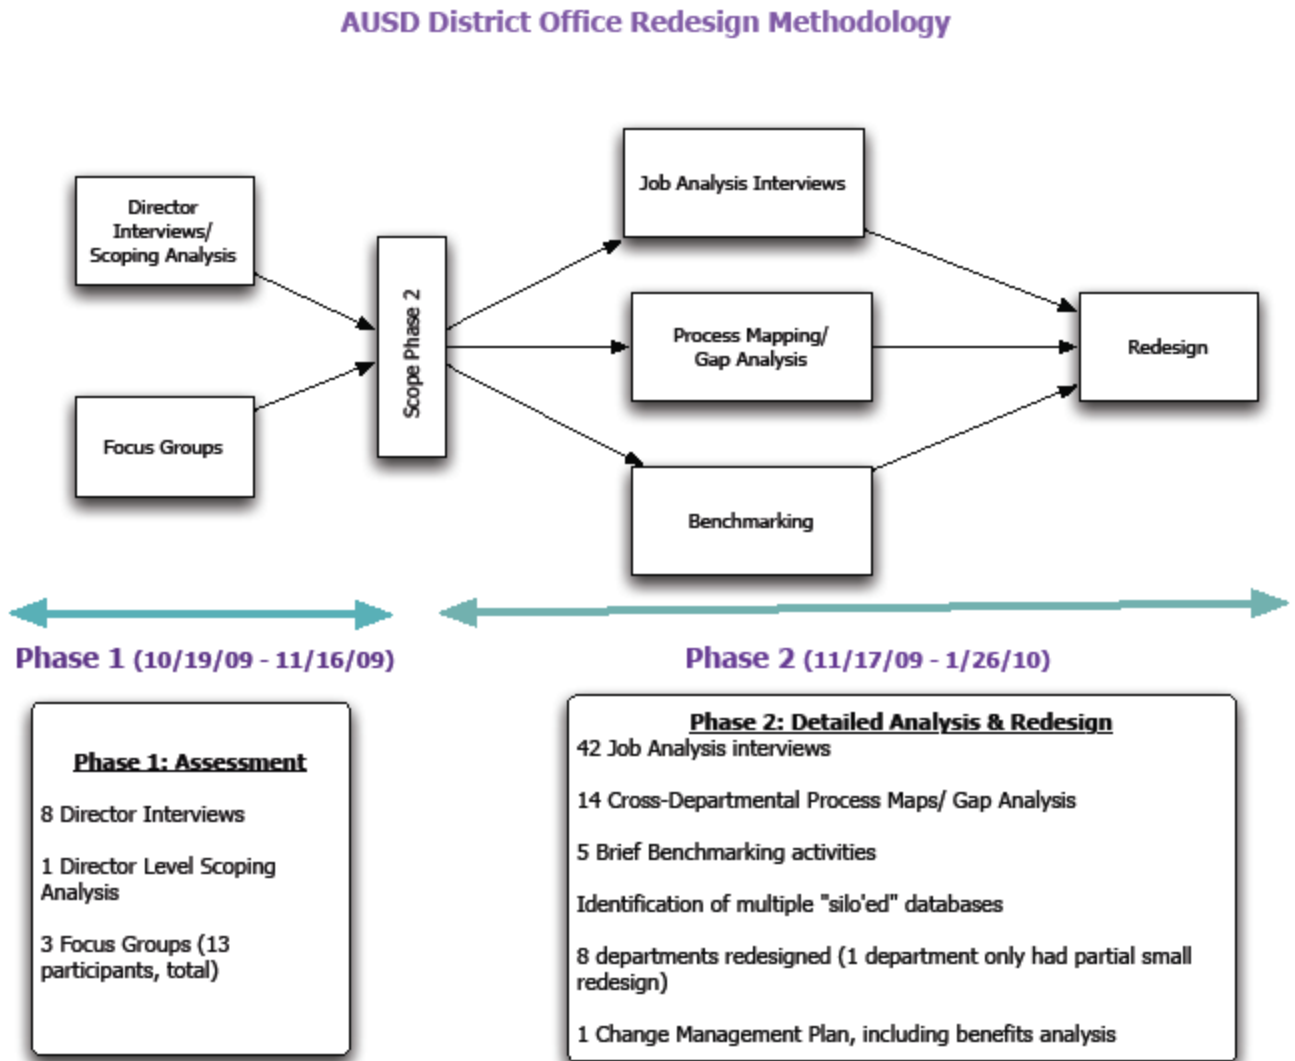 AUSD District Office Redesign Methodology
Director
Interviews/
Scoping Analysis
Focus Groups
Scope Phase 2
Job Analysis Interviews
Process Mapping/
Gap Analysis
Benchmarking
Redesign
Phase 1 (10/19/09 - 11/16/09)
Phase 1: Assessment
8 Director Interviews
1 Director Level Scoping
Analysis
3 Focus Groups (13
participants, total)
Phase 2 (11/17/09 - 1/26/10)
Phase 2: Detailed Analysis & Redesign
42 Job Analysis interviews
14 Cross-Departmental Process Maps/ Gap Analysis
5 Brief Benchmarking activities
Identification of multiple "silo'ed" databases
8 departments redesigned (1 department only had partial small
redesign)
1 Change Management Plan, including benefits analysis